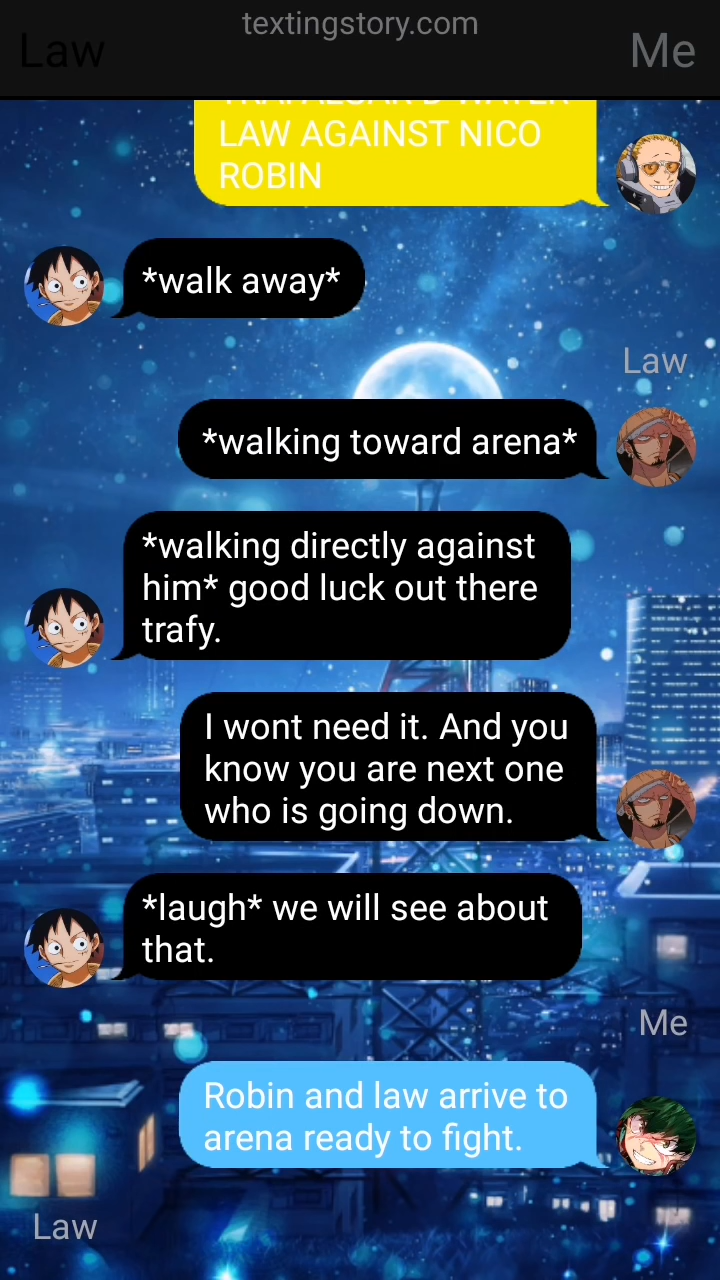 textingstory.com
Law
Me
TRAFALGAR D WATER
LAW AGAINST NICO
ROBIN
*walk away*
Law
*walking toward arena*
*walking directly against
him* good luck out there
trafy.
I wont need it. And you
know you are next one
who is going down.
*laugh* we will see about
that.
Me
Robin and law arrive to
arena ready to fight.
Law